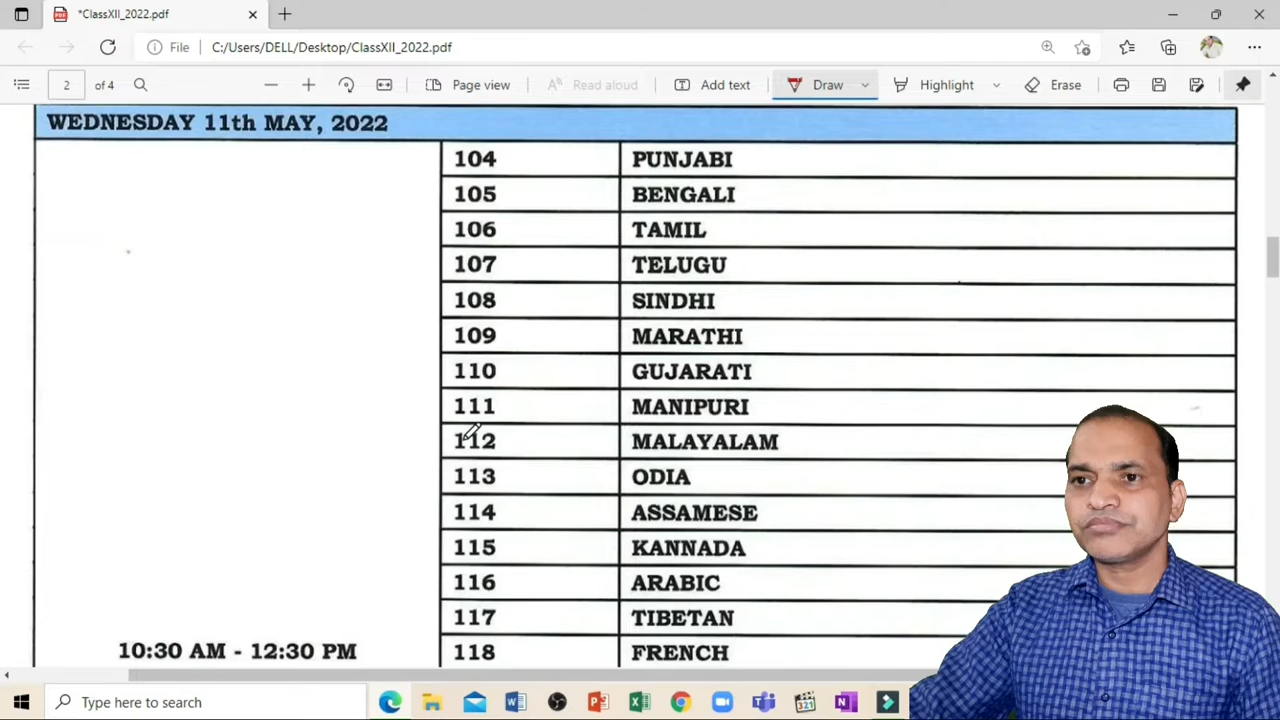 *ClassXII_2022.pdf
File C:/Users/DELL/Desktop/ClassXII_2022.pdf
2 of 4 Page view Read aloud Add text Draw Highlight Erase
WEDNESDAY 11th MAY, 2022
104 PUNJABI
105 BENGALI
106 TAMIL
107 TELUGU
108 SINDHI
109 MARATHI
110 GUJARATI
111 MANIPURI
112 MALAYALAM
113 ODIA
114 ASSAMESE
115 KANNADA
116 ARABIC
117 TIBETAN
10:30 AM - 12:30 PM 118 FRENCH
Type here to search